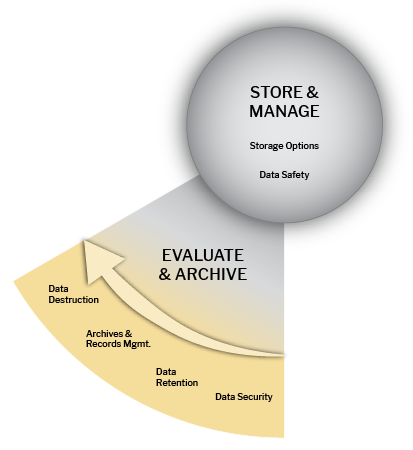 STORE &
MANAGE
Storage Options
Data Safety
EVALUATE
& ARCHIVE
Data
Destruction
Archives &
Records Mgmt.
Data
Retention
Data Security